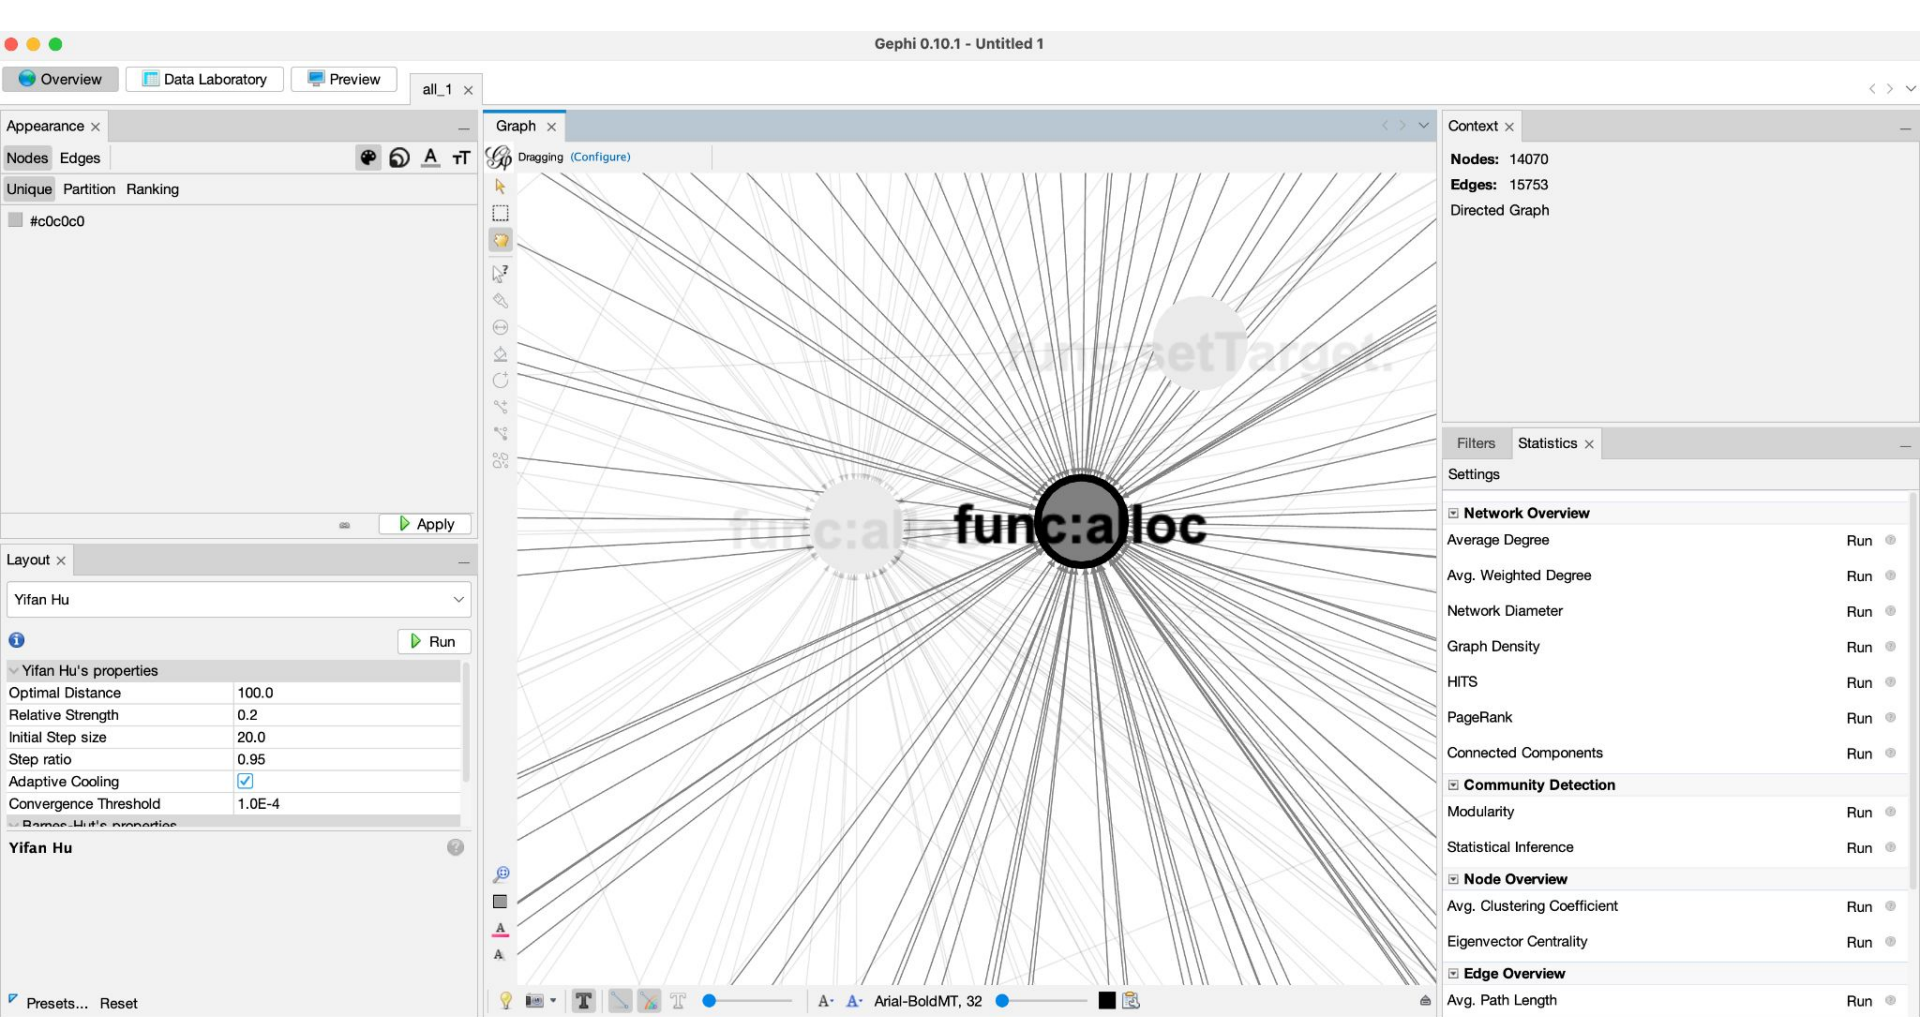 Gephi 0.10.1 - Untitled 1
Overview
Data Laboratory
Preview
all_1
Appearance
Nodes Edges
Unique Partition Ranking
#c0c0c0
Apply
Layout
Yifan Hu
Run
Yifan Hu's properties
Optimal Distance 100.0
Relative Strength 0.2
Initial Step size 20.0
Step ratio 0.95
Adaptive Cooling
Convergence Threshold 1.0E-4
Barnes-Hut's properties
Yifan Hu
Presets... Reset
Graph
Dragging (Configure)
func:setTarget:
func:alloc
Arial-BoldMT, 32
Context
Nodes: 14070
Edges: 15753
Directed Graph
Filters Statistics
Settings
Network Overview
Average Degree Run
Avg. Weighted Degree Run
Network Diameter Run
Graph Density Run
HITS Run
PageRank Run
Connected Components Run
Community Detection
Modularity Run
Statistical Inference Run
Node Overview
Avg. Clustering Coefficient Run
Eigenvector Centrality Run
Edge Overview
Avg. Path Length Run